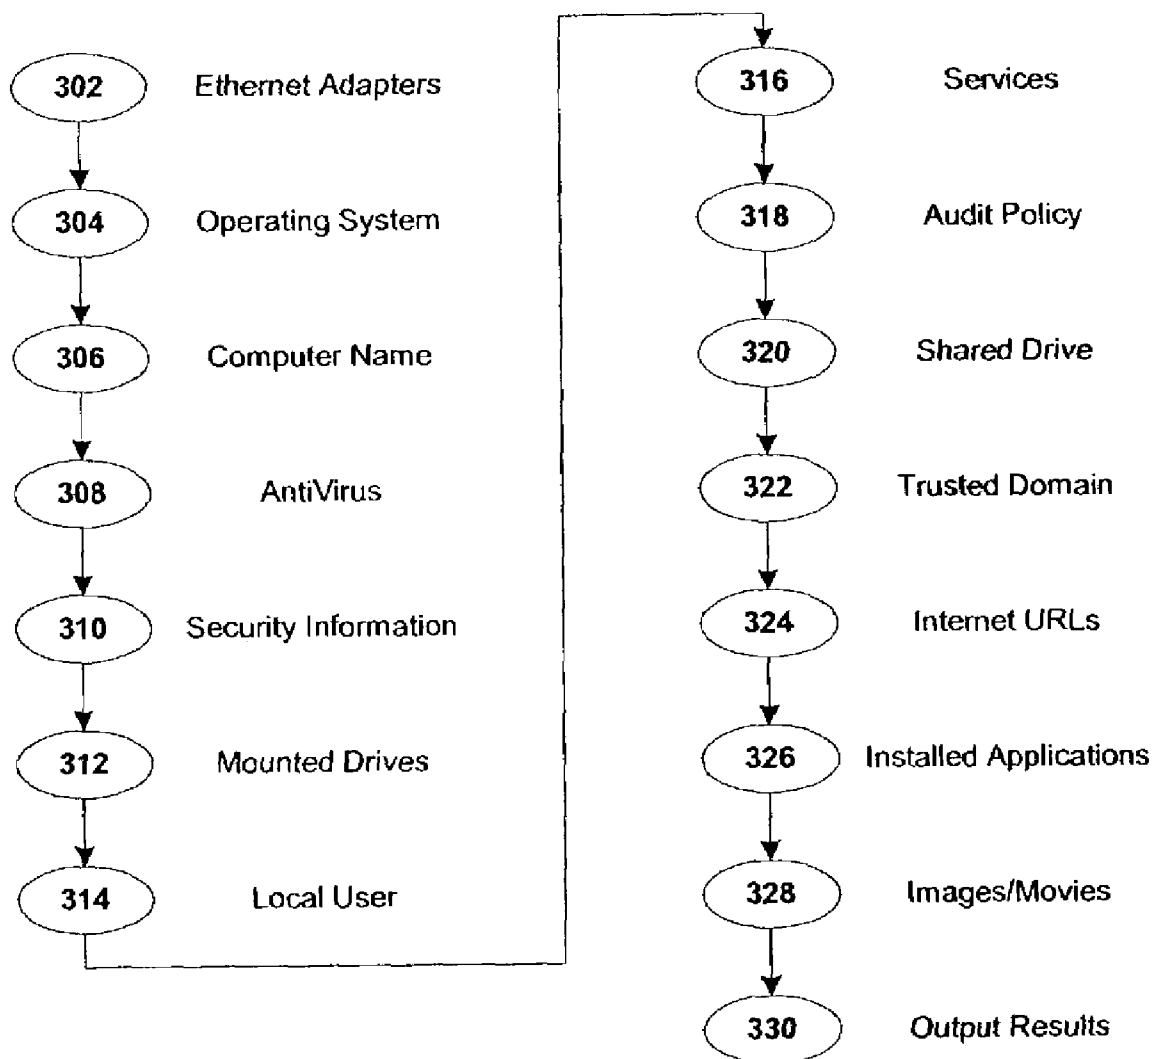 302 Ethernet Adapters
304 Operating System
306 Computer Name
308 AntiVirus
310 Security Information
312 Mounted Drives
314 Local User
316 Services
318 Audit Policy
320 Shared Drive
322 Trusted Domain
324 Internet URLs
326 Installed Applications
328 Images/Movies
330 Output Results